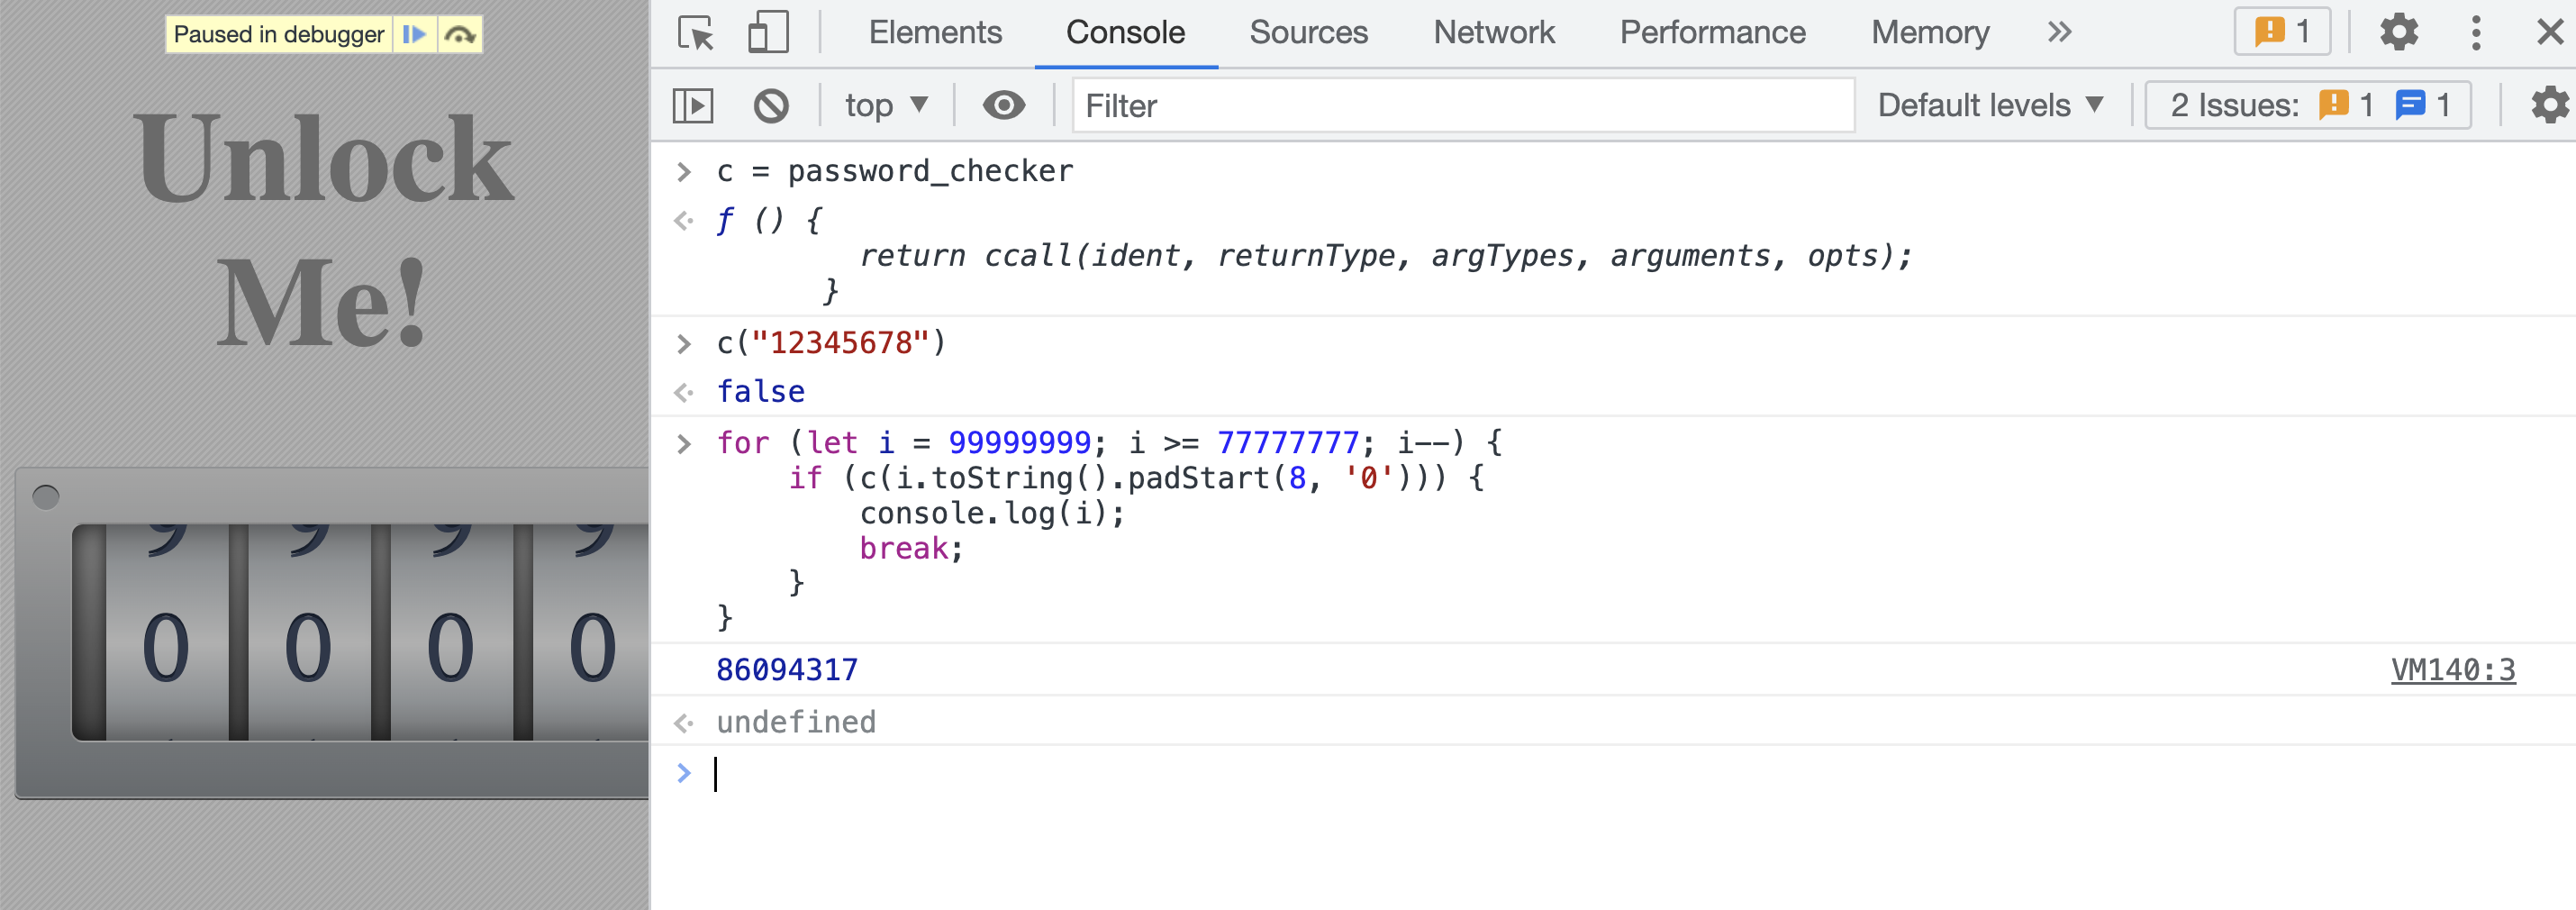 Paused in debugger
Unlock
Me!
9 9 9 9
0 0 0 0
Elements Console Sources Network Performance Memory » 1
top ▼ Filter Default levels ▼ 2 Issues: 1 1
> c = password_checker
<· ƒ () {
return ccall(ident, returnType, argTypes, arguments, opts);
}
> c("12345678")
<· false
> for (let i = 99999999; i >= 77777777; i--) {
if (c(i.toString().padStart(8, '0'))) {
console.log(i);
break;
}
}
86094317 VM140:3
<· undefined
>